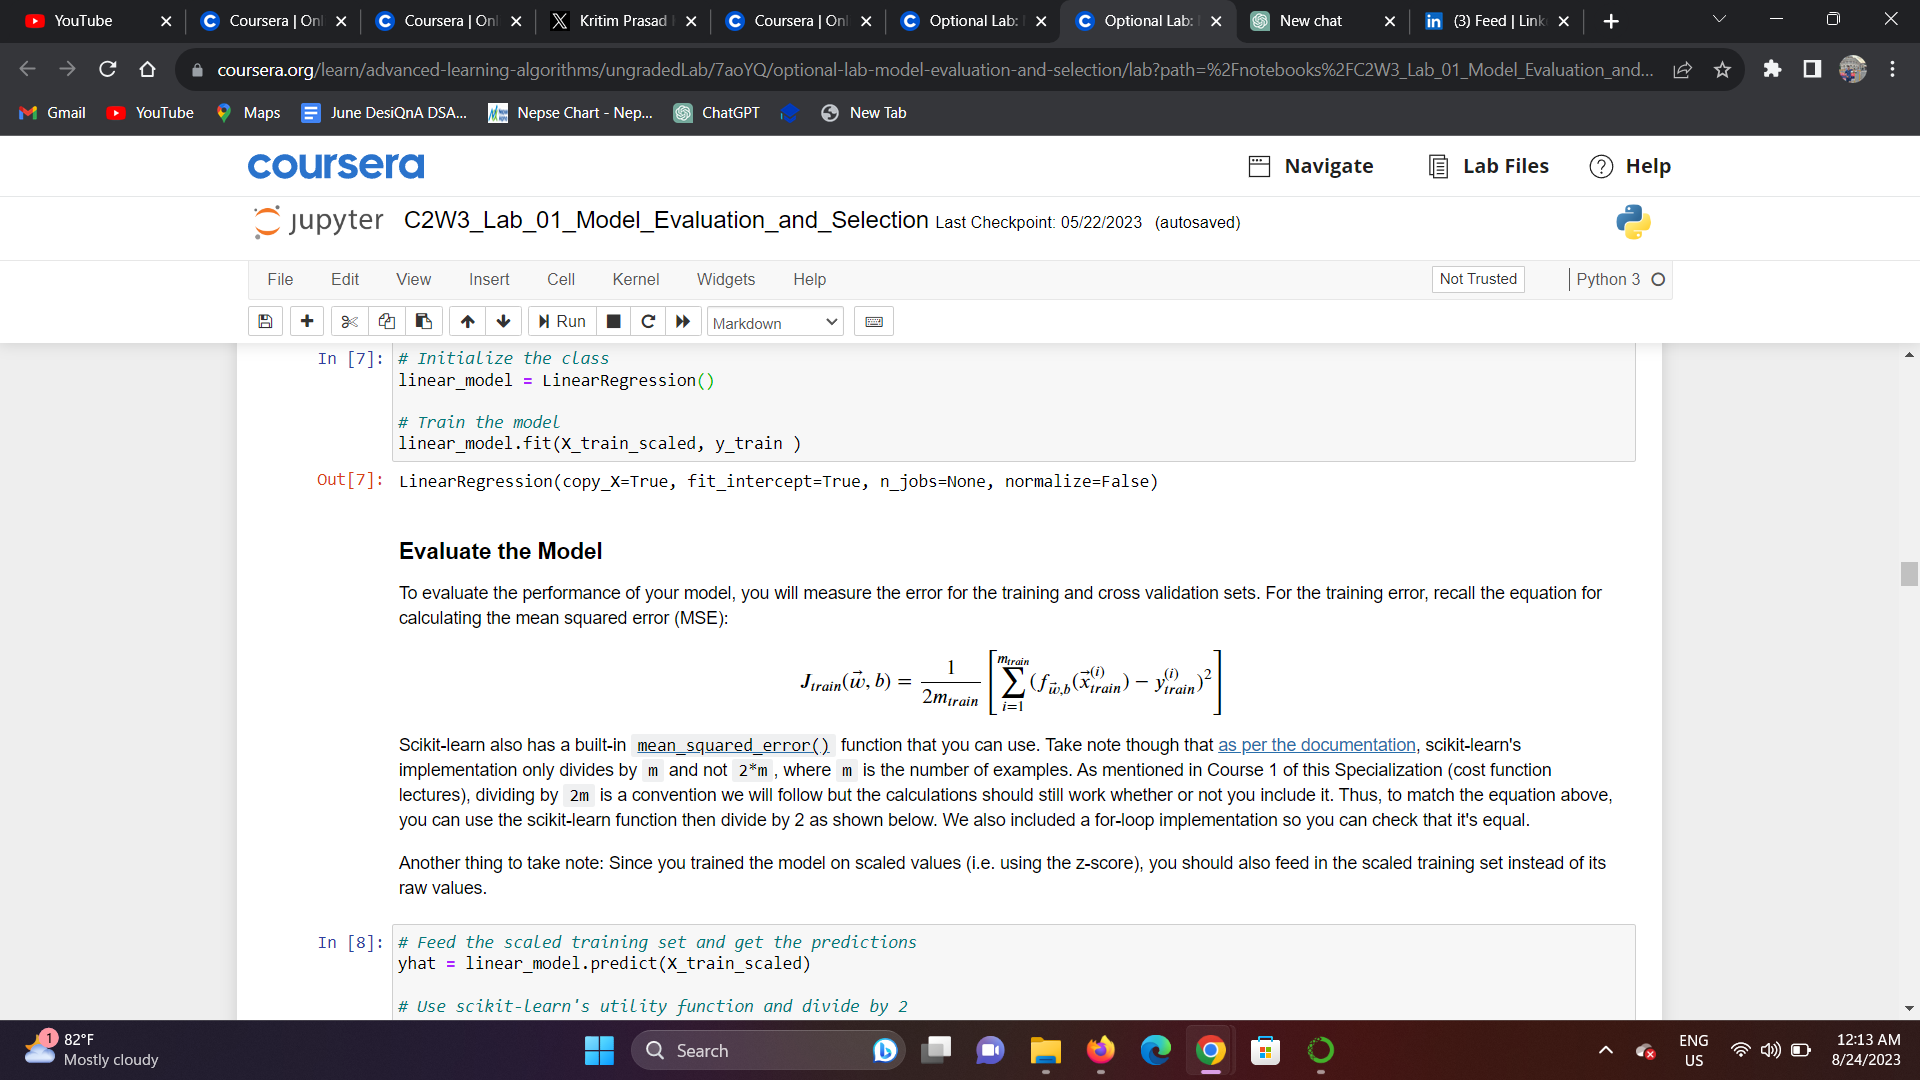 YouTube
Coursera | Onl
Coursera | Onl
Kritim Prasad
Coursera | Onl
Optional Lab:
Optional Lab:
New chat
(3) Feed | Link
coursera.org/learn/advanced-learning-algorithms/ungradedLab/7aoYQ/optional-lab-model-evaluation-and-selection/lab?path=%2Fnotebooks%2FC2W3_Lab_01_Model_Evaluation_and...
Gmail
YouTube
Maps
June DesiQnA DSA...
Nepse Chart - Nep...
ChatGPT
New Tab
coursera
Navigate
Lab Files
Help
jupyter C2W3_Lab_01_Model_Evaluation_and_Selection Last Checkpoint: 05/22/2023 (autosaved)
File Edit View Insert Cell Kernel Widgets Help
Not Trusted
Python 3
Run
Markdown
In [7]: # Initialize the class
linear_model = LinearRegression()
# Train the model
linear_model.fit(X_train_scaled, y_train )
Out[7]: LinearRegression(copy_X=True, fit_intercept=True, n_jobs=None, normalize=False)
Evaluate the Model
To evaluate the performance of your model, you will measure the error for the training and cross validation sets. For the training error, recall the equation for
calculating the mean squared error (MSE):
J_{train}(\vec{w}, b) = \frac{1}{2m_{train}} \left[ \sum_{i=1}^{m_{train}} (f_{\vec{w},b}(\vec{x}_{train}^{(i)}) - y_{train}^{(i)})^2 \right]
Scikit-learn also has a built-in mean_squared_error() function that you can use. Take note though that as per the documentation, scikit-learn's
implementation only divides by m and not 2*m , where m is the number of examples. As mentioned in Course 1 of this Specialization (cost function
lectures), dividing by 2m is a convention we will follow but the calculations should still work whether or not you include it. Thus, to match the equation above,
you can use the scikit-learn function then divide by 2 as shown below. We also included a for-loop implementation so you can check that it's equal.
Another thing to take note: Since you trained the model on scaled values (i.e. using the z-score), you should also feed in the scaled training set instead of its
raw values.
In [8]: # Feed the scaled training set and get the predictions
yhat = linear_model.predict(X_train_scaled)
# Use scikit-learn's utility function and divide by 2
1
82°F
Mostly cloudy
Search
ENG
US
12:13 AM
8/24/2023